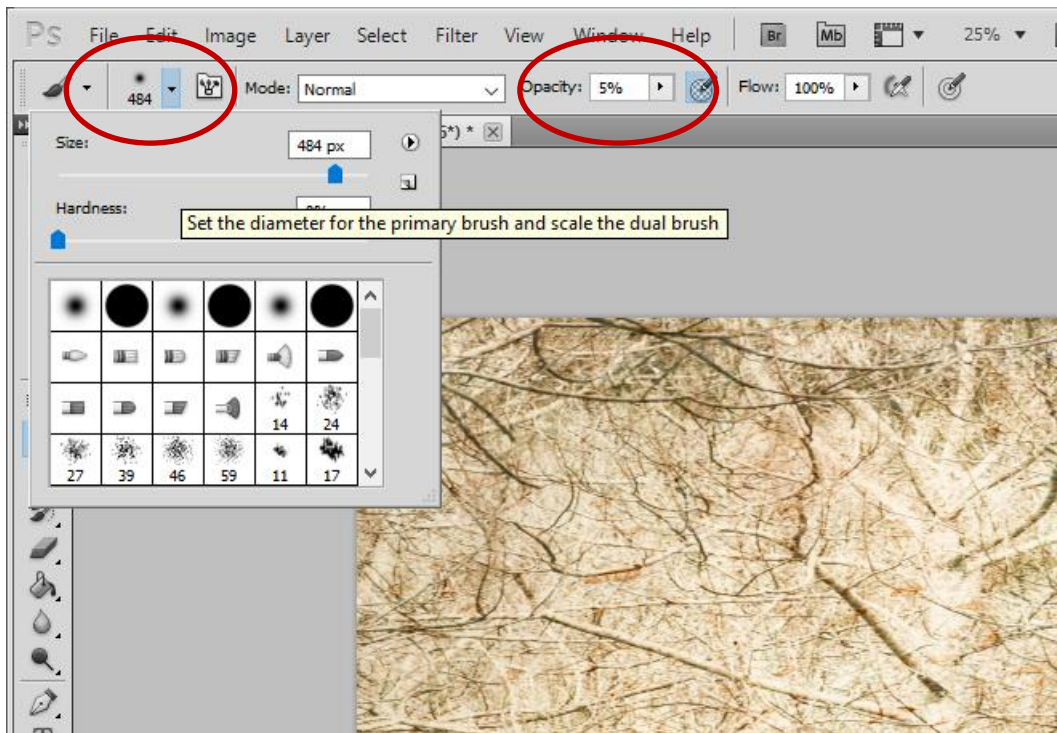 Ps File Edit Image Layer Select Filter View Window Help Br Mb 25%
484 Mode: Normal Opacity: 5% Flow: 100%
Size: 484 px
Hardness:
Set the diameter for the primary brush and scale the dual brush
14 24
27 39 46 59 11 17